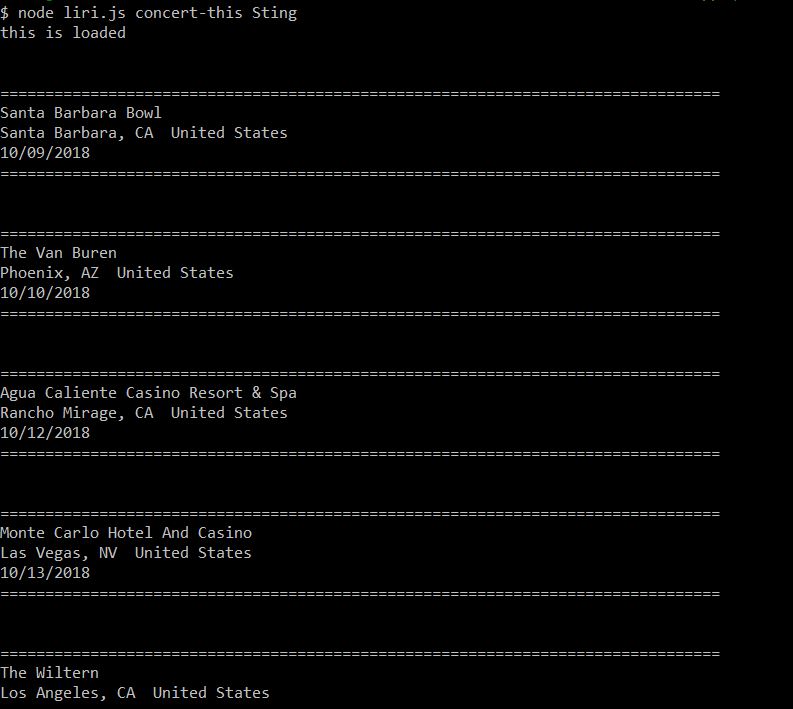 $ node liri.js concert-this Sting
this is loaded
================================================================================
Santa Barbara Bowl
Santa Barbara, CA  United States
10/09/2018
================================================================================
================================================================================
The Van Buren
Phoenix, AZ  United States
10/10/2018
================================================================================
================================================================================
Agua Caliente Casino Resort & Spa
Rancho Mirage, CA  United States
10/12/2018
================================================================================
================================================================================
Monte Carlo Hotel And Casino
Las Vegas, NV  United States
10/13/2018
================================================================================
================================================================================
The Wiltern
Los Angeles, CA  United States